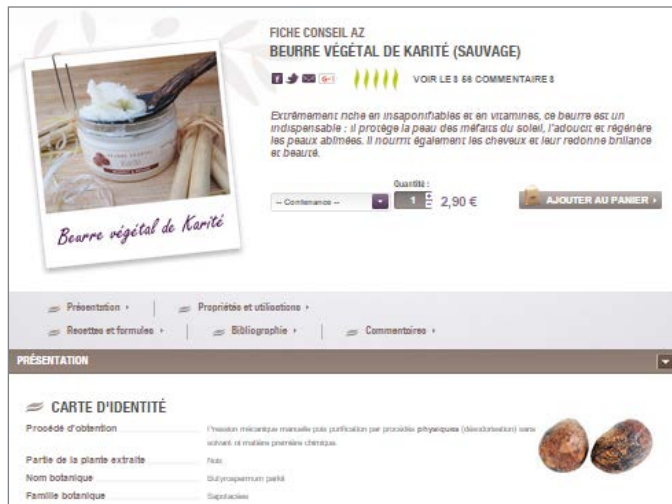 FICHE CONSEIL AZ
BEURRE VÉGÉTAL DE KARITÉ (SAUVAGE)
VOIR LES 56 COMMENTAIRES
Extrêmement riche en insaponifiables et en vitamines, ce beurre est un
indispensable : il protège la peau des méfaits du soleil, l'adoucit et régénère
les peaux abîmées. Il nourrit également les cheveux et leur redonne brillance
et beauté.
Quantité :
-- Contenance -- 1 2,90 € AJOUTER AU PANIER ›
Beurre végétal de Karité
Présentation › Propriétés et utilisations ›
Recettes et formules › Bibliographie › Commentaires ›
PRÉSENTATION
CARTE D'IDENTITÉ
Procédé d'obtention Pression mécanique manuelle puis purification par procédés physiques (désodorisation) sans
solvant ni matière première chimique.
Partie de la plante extraite Noix
Nom botanique Butyrospermum parkii
Famille botanique Sapotacées